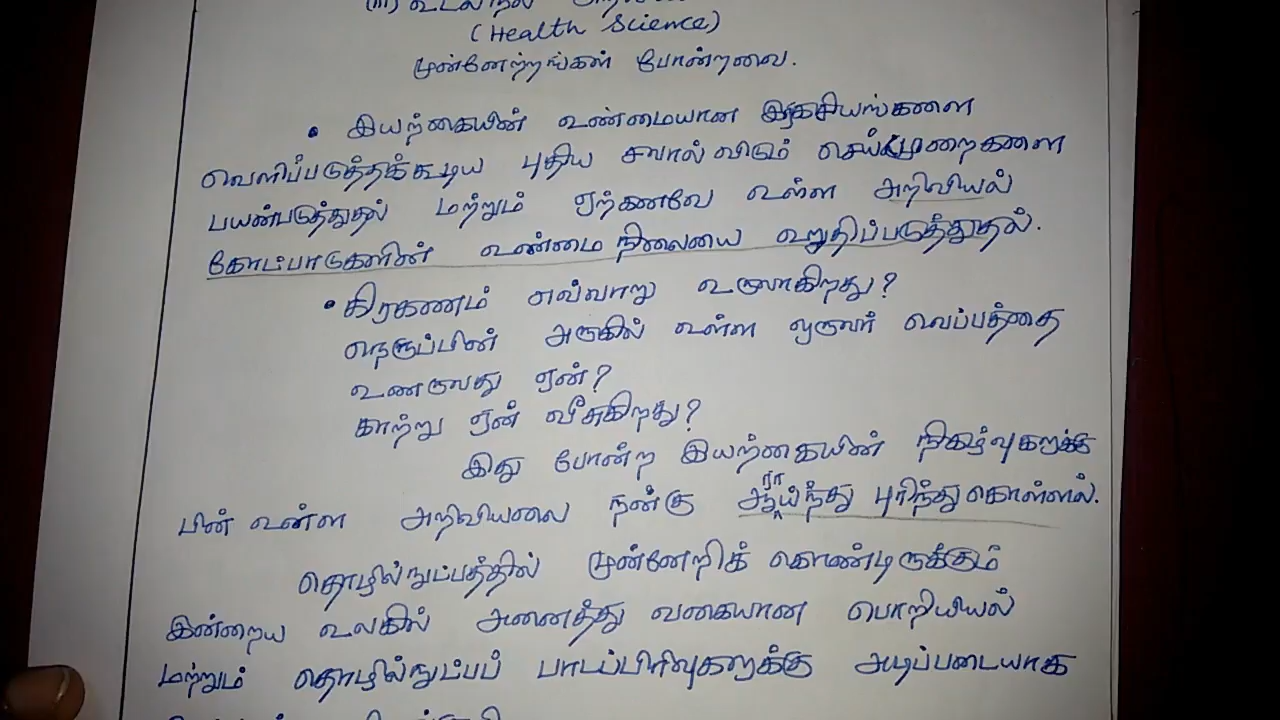 (iii) உடல்நல
(Health Science)
முன்னேற்றங்கள் போன்றவை.
• இயற்கையின் உண்மையான இரகசியங்களை
வெளிப்படுத்தக்கூடிய புதிய சவால்விடும் செய்முறைகளை
பயன்படுத்துதல் மற்றும் ஏற்கனவே உள்ள அறிவியல்
கோட்பாடுகளின் உண்மை நிலையை உறுதிப்படுத்துதல்.
• கிரகணம் எவ்வாறு உருவாகிறது?
நெருப்பின் அருகில் உள்ள ஒருவர் வெப்பத்தை
உணருவது ஏன்?
காற்று ஏன் வீசுகிறது?
இது போன்ற இயற்கையின் நிகழ்வுகளுக்கு
பின் உள்ள அறிவியலை நன்கு ஆராய்ந்து புரிந்துகொள்ளல்.
தொழில்நுட்பத்தில் முன்னேறிக் கொண்டிருக்கும்
இன்றைய உலகில் அனைத்து வகையான பொறியியல்
மற்றும் தொழில்நுட்பப் பாடப்பிரிவுகளுக்கு அடிப்படையாக